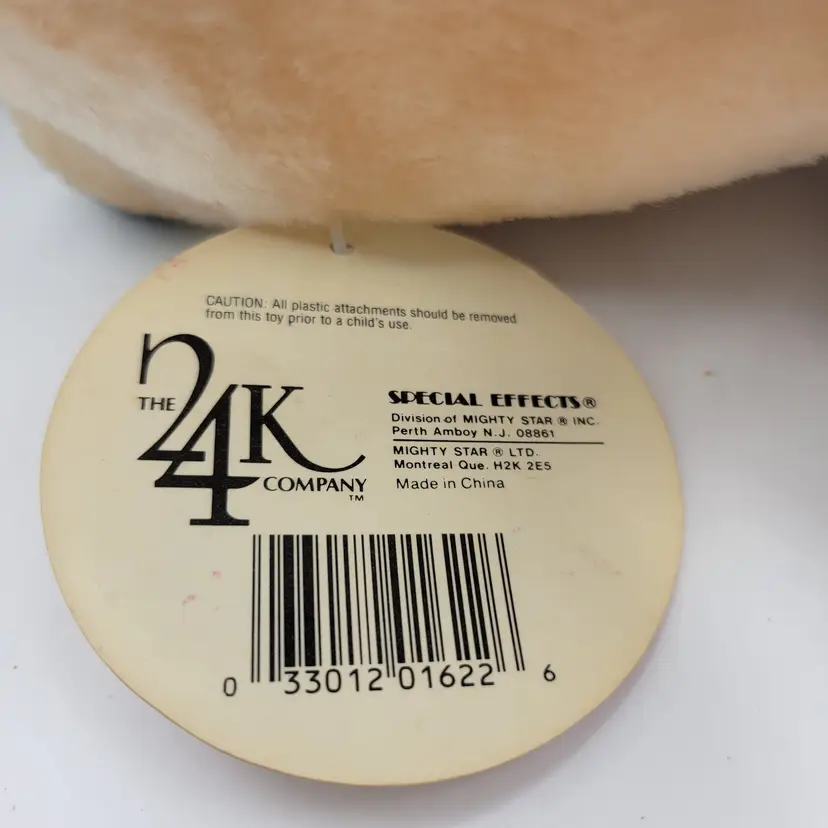 CAUTION: All plastic attachments should be removed
from this toy prior to a child's use.
THE 24K
COMPANY™
SPECIAL EFFECTS®
Division of MIGHTY STAR ® INC.
Perth Amboy N.J. 08861
MIGHTY STAR ® LTD.
Montreal Que. H2K 2E5
Made in China
0 33012 01622 6